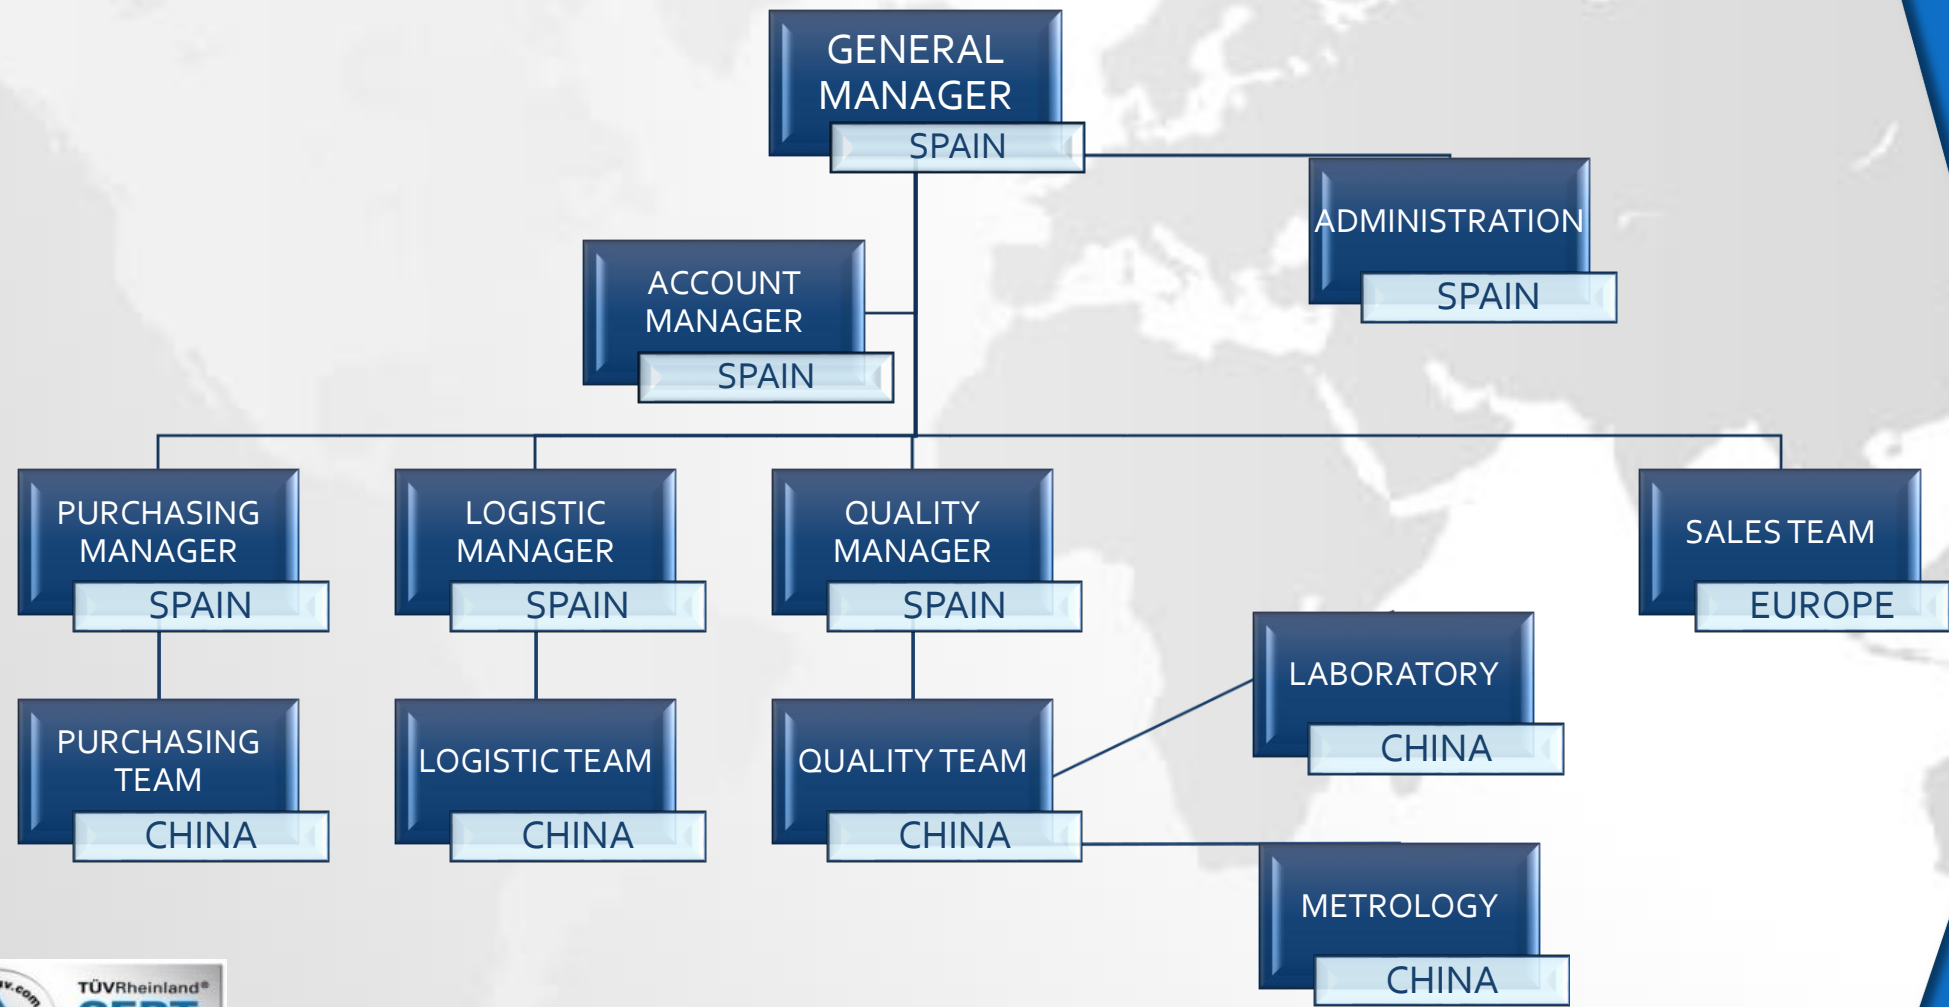 GENERAL
MANAGER
SPAIN
ADMINISTRATION
SPAIN
ACCOUNT
MANAGER
SPAIN
PURCHASING
MANAGER
SPAIN
LOGISTIC
MANAGER
SPAIN
QUALITY
MANAGER
SPAIN
SALES TEAM
EUROPE
PURCHASING
TEAM
CHINA
LOGISTIC TEAM
CHINA
QUALITY TEAM
CHINA
LABORATORY
CHINA
METROLOGY
CHINA
TÜVRheinland®
CERT